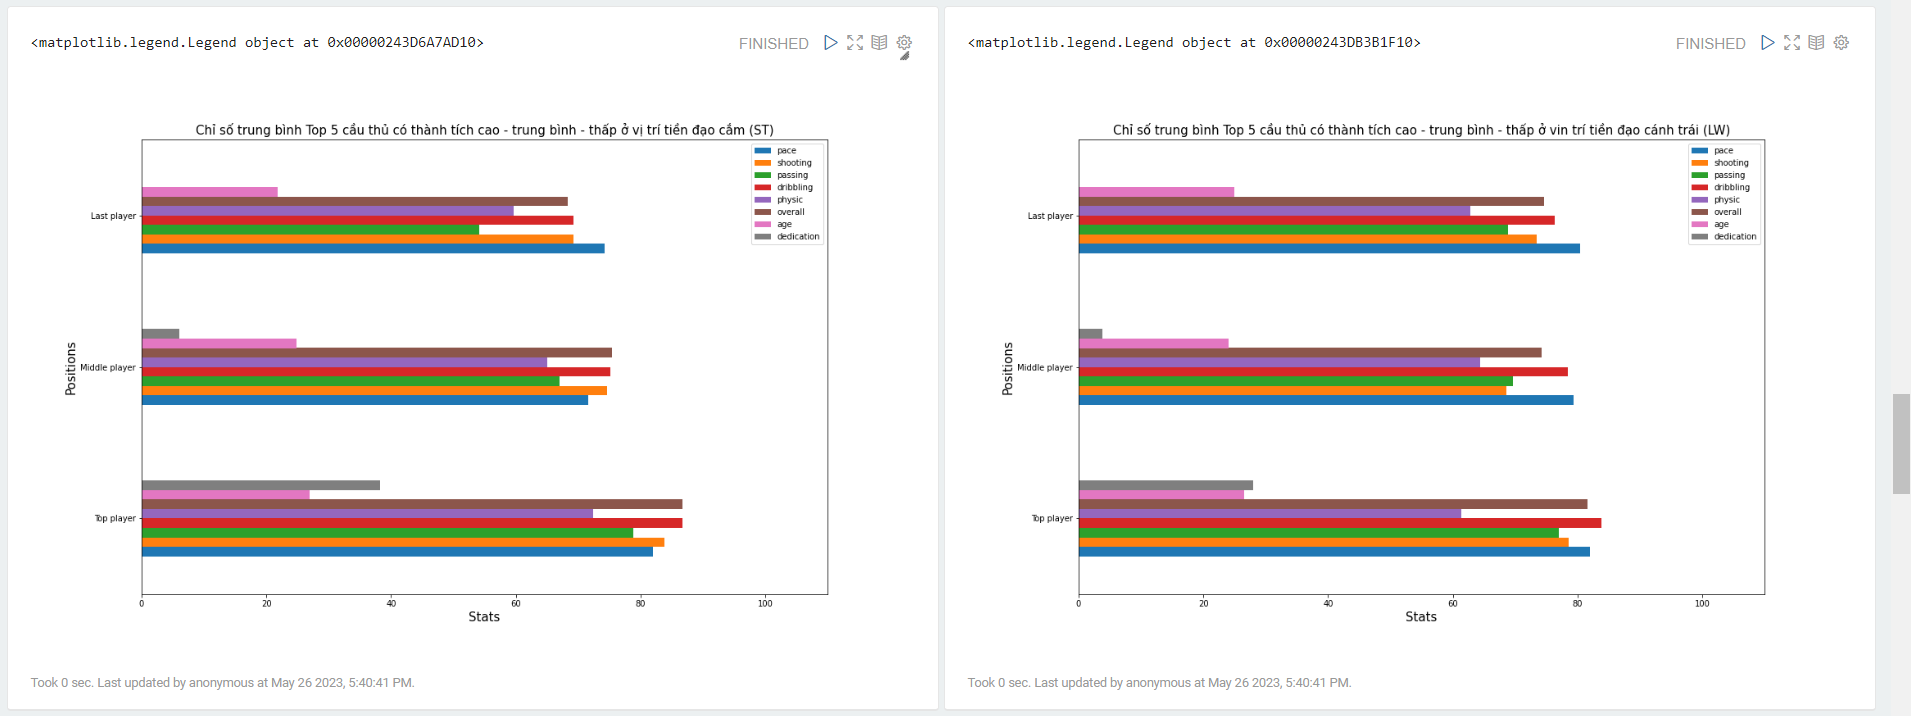 <matplotlib.legend.Legend object at 0x00000243D6A7AD10>
FINISHED
Chỉ số trung bình Top 5 cầu thủ có thành tích cao - trung bình - thấp ở vị trí tiền đạo cắm (ST)
pace
shooting
passing
dribbling
physic
overall
age
dedication
Last player
Middle player
Top player
Positions
0 20 40 60 80 100
Stats
Took 0 sec. Last updated by anonymous at May 26 2023, 5:40:41 PM.
<matplotlib.legend.Legend object at 0x00000243DB3B1F10>
FINISHED
Chỉ số trung bình Top 5 cầu thủ có thành tích cao - trung bình - thấp ở vin trí tiền đạo cánh trái (LW)
pace
shooting
passing
dribbling
physic
overall
age
dedication
Last player
Middle player
Top player
Positions
0 20 40 60 80 100
Stats
Took 0 sec. Last updated by anonymous at May 26 2023, 5:40:41 PM.